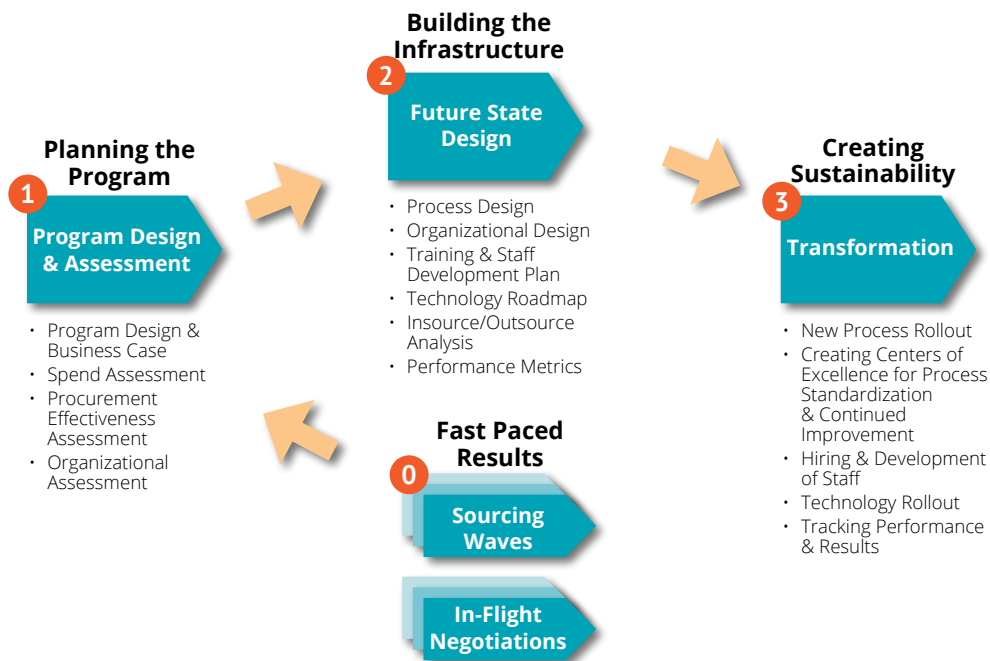 Planning the
Program
1
Program Design
& Assessment
• Program Design &
Business Case
• Spend Assessment
• Procurement
Effectiveness
Assessment
• Organizational
Assessment
Building the
Infrastructure
2
Future State
Design
• Process Design
• Organizational Design
• Training & Staff
Development Plan
• Technology Roadmap
• Insource/Outsource
Analysis
• Performance Metrics
Fast Paced
Results
0
Sourcing
Waves
In-Flight
Negotiations
Creating
Sustainability
3
Transformation
• New Process Rollout
• Creating Centers of
Excellence for Process
Standardization
& Continued
Improvement
• Hiring & Development
of Staff
• Technology Rollout
• Tracking Performance
& Results